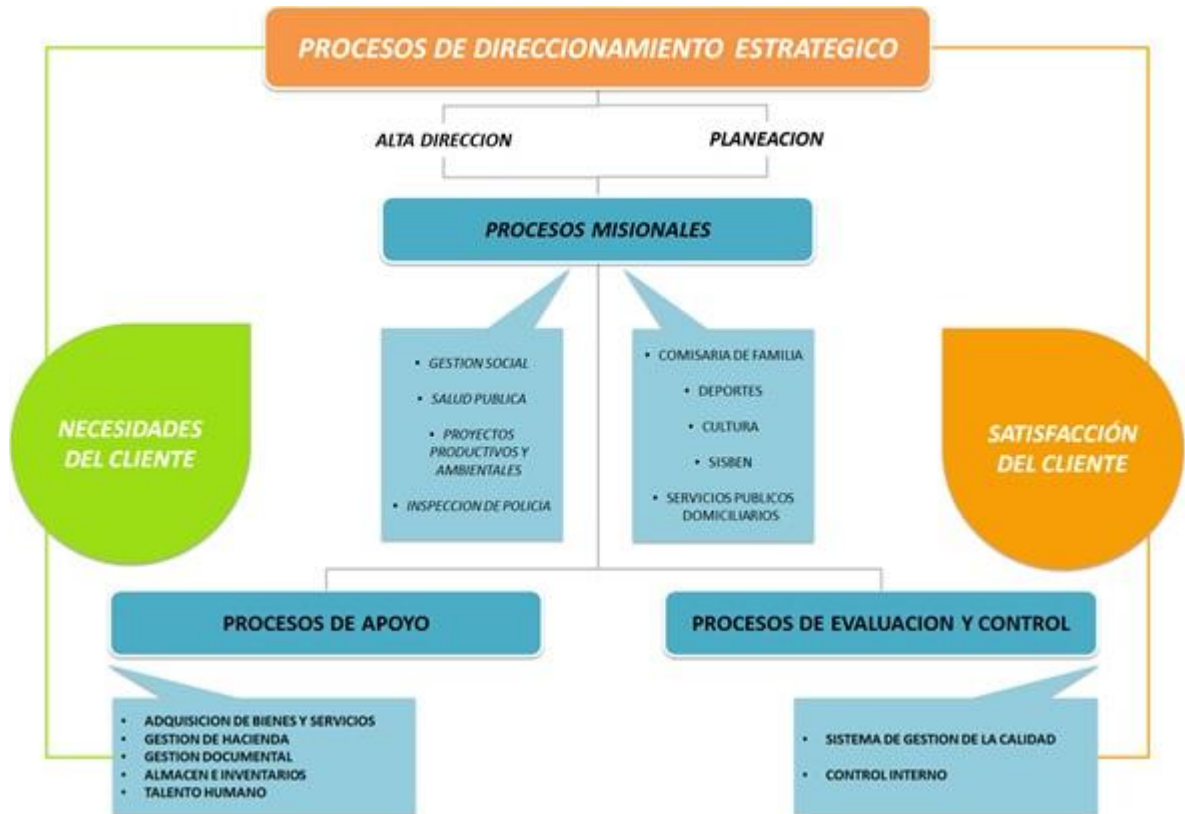 PROCESOS DE DIRECCIONAMIENTO ESTRATEGICO
ALTA DIRECCION
PLANEACION
PROCESOS MISIONALES
• GESTION SOCIAL
• SALUD PUBLICA
• PROYECTOS
PRODUCTIVOS Y
AMBIENTALES
• INSPECCION DE POLICIA
• COMISARIA DE FAMILIA
• DEPORTES
• CULTURA
• SISBEN
• SERVICIOS PUBLICOS
DOMICILIARIOS
NECESIDADES
DEL CLIENTE
SATISFACCIÓN
DEL CLIENTE
PROCESOS DE APOYO
PROCESOS DE EVALUACION Y CONTROL
• ADQUISICION DE BIENES Y SERVICIOS
• GESTION DE HACIENDA
• GESTION DOCUMENTAL
• ALMACEN E INVENTARIOS
• TALENTO HUMANO
• SISTEMA DE GESTION DE LA CALIDAD
• CONTROL INTERNO